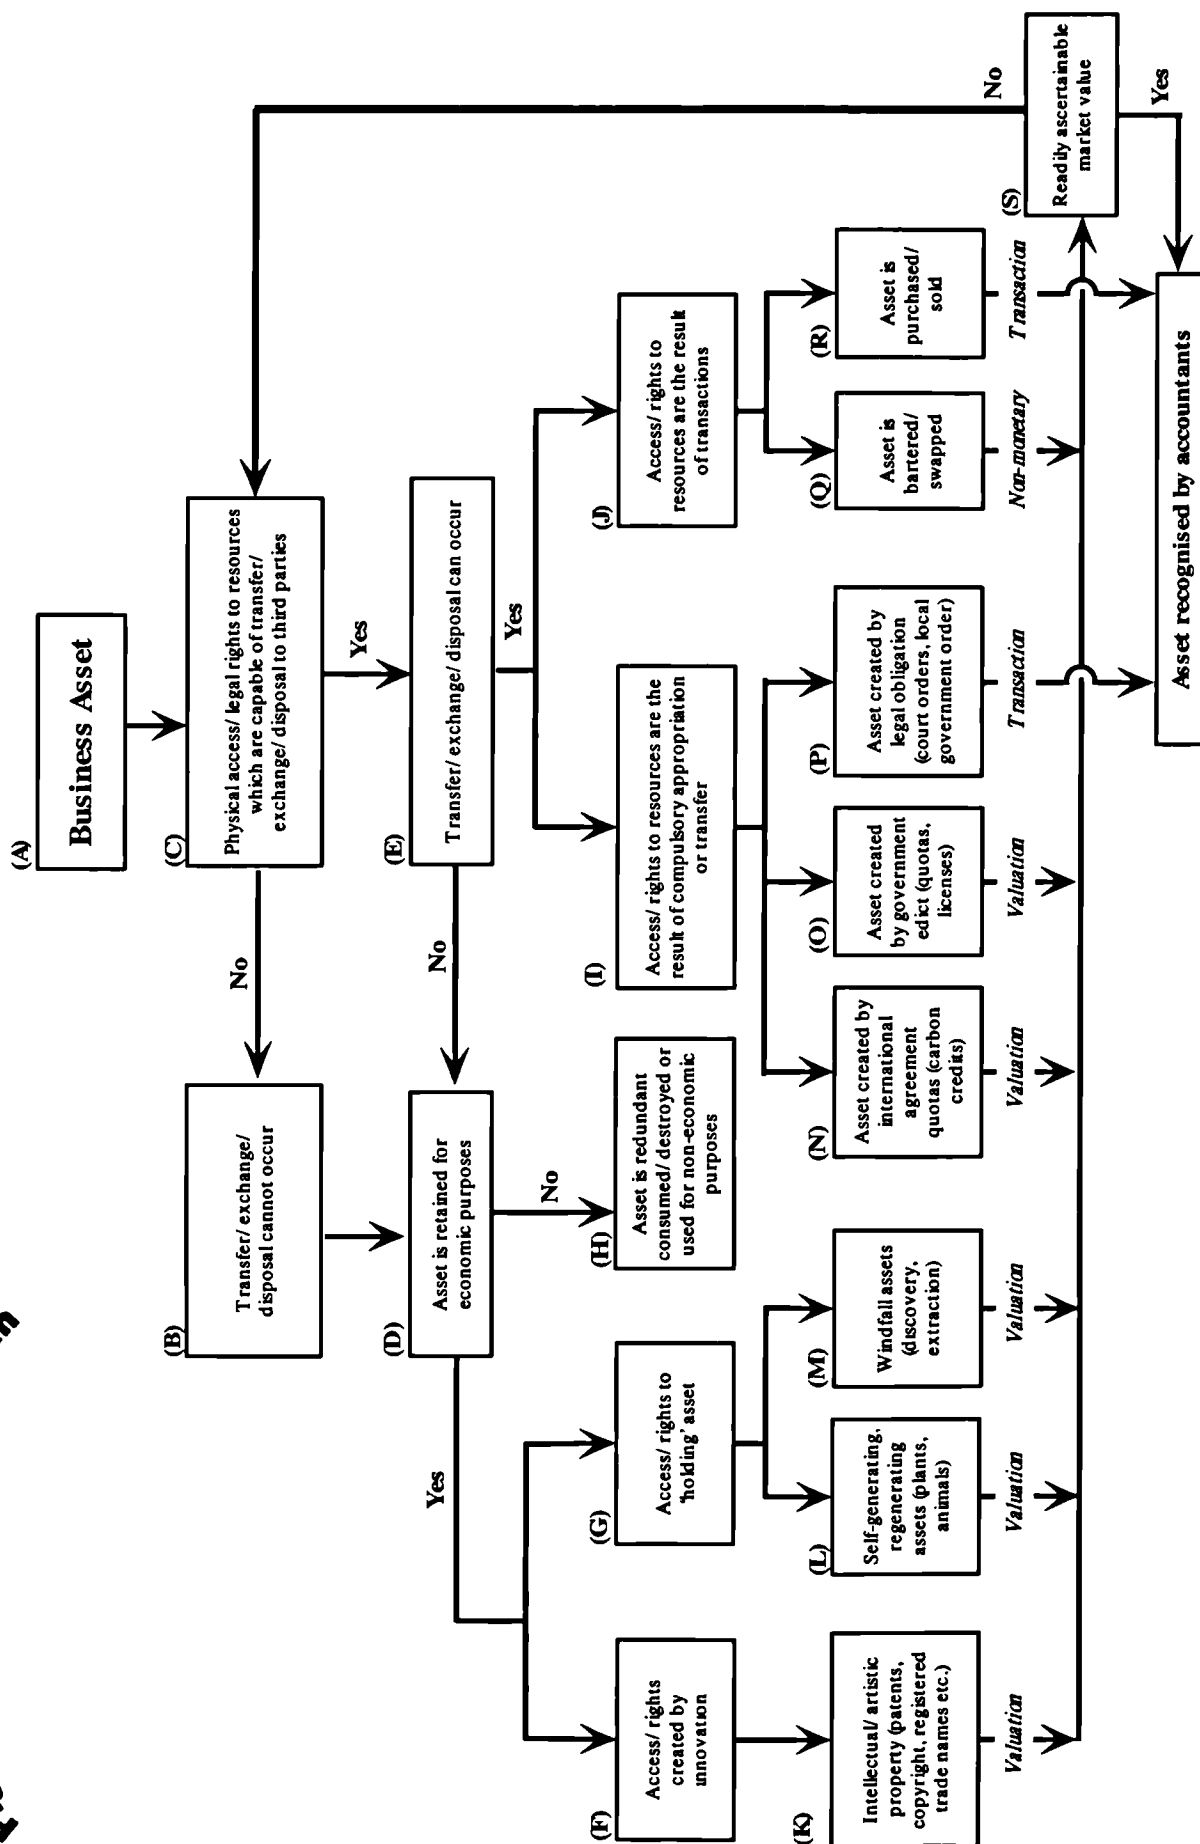 (A)
Business Asset
(C)
Physical access/ legal rights to resources
which are capable of transfer/
exchange/ disposal to third parties
No
Yes
(B)
Transfer/ exchange/
disposal cannot occur
(E)
Transfer/ exchange/ disposal can occur
No
Yes
(D)
Asset is retained for
economic purposes
Yes
No
(F)
Access/ rights
created by
innovation
(G)
Access/ rights to
'holding' asset
(H)
Asset is redundant
consumed/ destroyed or
used for non-economic
purposes
(I)
Access/ rights to resources are the
result of compulsory appropriation
or transfer
(J)
Access/ rights to
resources are the result
of transactions
(K)
Intellectual/ artistic
property (patents,
copyright, registered
trade names etc.)
Valuation
(L)
Self-generating,
regenerating
assets (plants,
animals)
Valuation
(M)
Windfall assets
(discovery,
extraction)
Valuation
(N)
Asset created by
international
agreement
quotas (carbon
credits)
Valuation
(O)
Asset created
by government
edict (quotas,
licenses)
Valuation
(P)
Asset created by
legal obligation
(court orders, local
government order)
Transaction
(Q)
Asset is
bartered/
swapped
Non-monetary
(R)
Asset is
purchased/
sold
Transaction
(S)
Readily ascertainable
market value
No
Yes
Asset recognised by accountants